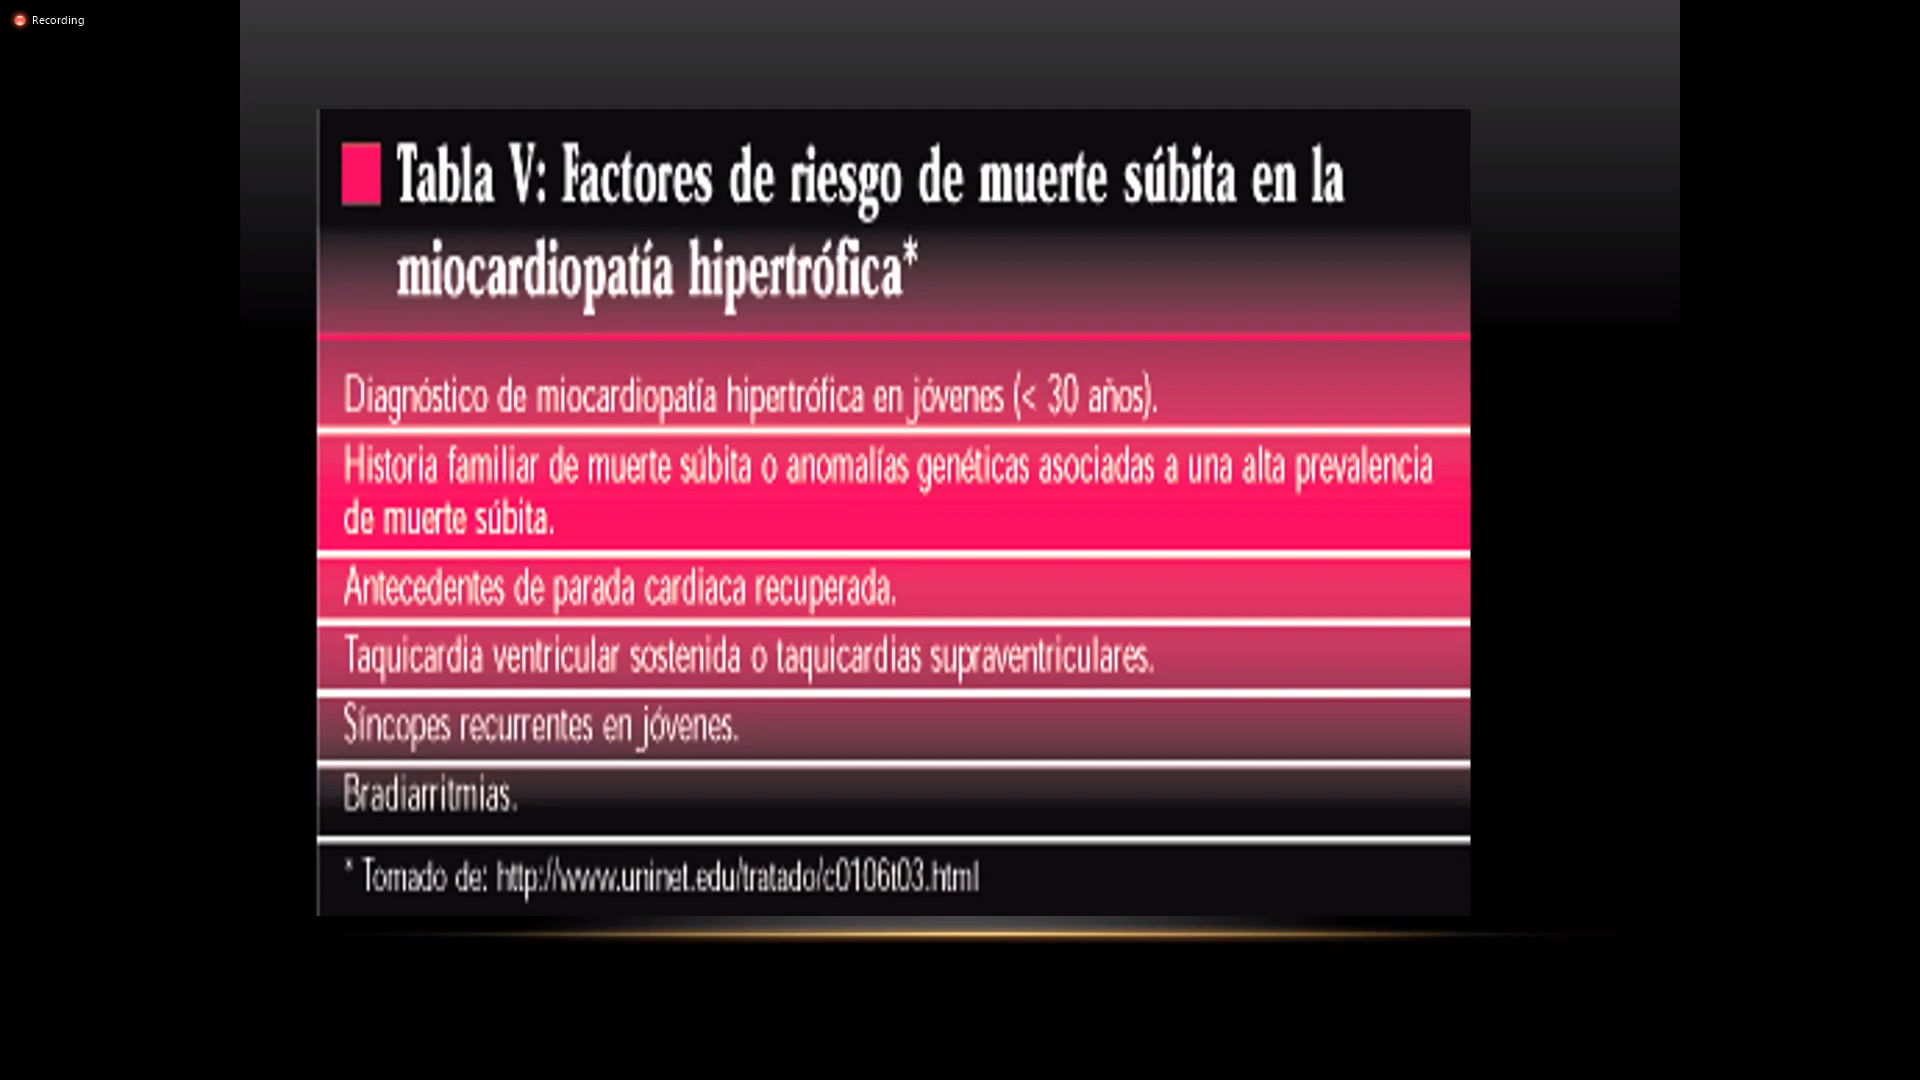 Recording
Tabla V: Factores de riesgo de muerte súbita en la
miocardiopatía hipertrófica*
Diagnóstico de miocardiopatía hipertrófica en jóvenes (< 30 años).
Historia familiar de muerte súbita o anomalías genéticas asociadas a una alta prevalencia
de muerte súbita.
Antecedentes de parada cardiaca recuperada.
Taquicardia ventricular sostenida o taquicardias supraventriculares.
Síncopes recurrentes en jóvenes.
Bradiarritmias.
* Tomado de: http://www.uninet.edu/tratado/c0106t03.html